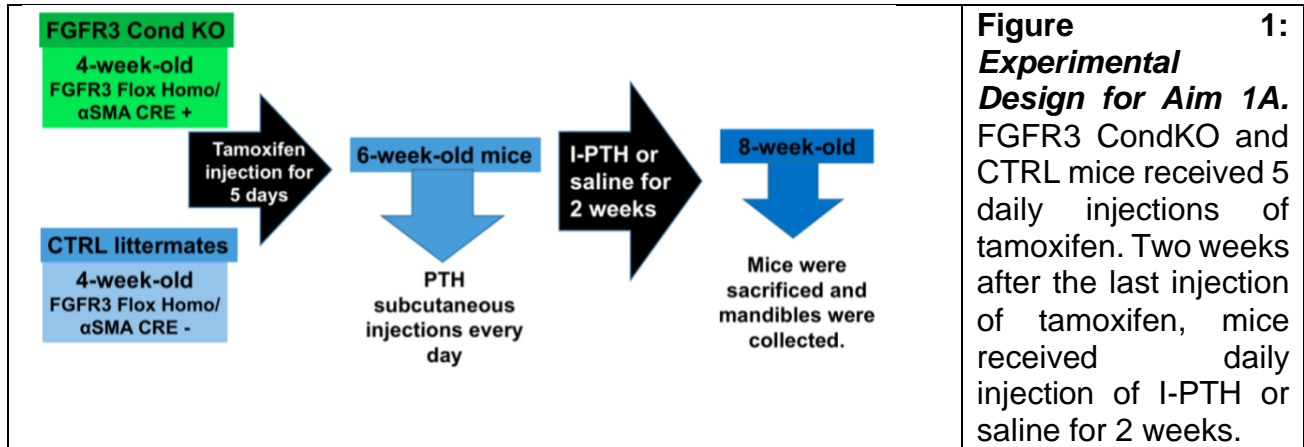 FGFR3 Cond KO
4-week-old
FGFR3 Flox Homo/
αSMA CRE +
CTRL littermates
4-week-old
FGFR3 Flox Homo/
αSMA CRE -
Tamoxifen
injection for
5 days
6-week-old mice
PTH
subcutaneous
injections every
day
I-PTH or
saline for
2 weeks
8-week-old
Mice were
sacrificed and
mandibles were
collected.
Figure 1:
Experimental
Design for Aim 1A.
FGFR3 CondKO and
CTRL mice received 5
daily injections of
tamoxifen. Two weeks
after the last injection
of tamoxifen, mice
received daily
injection of I-PTH or
saline for 2 weeks.